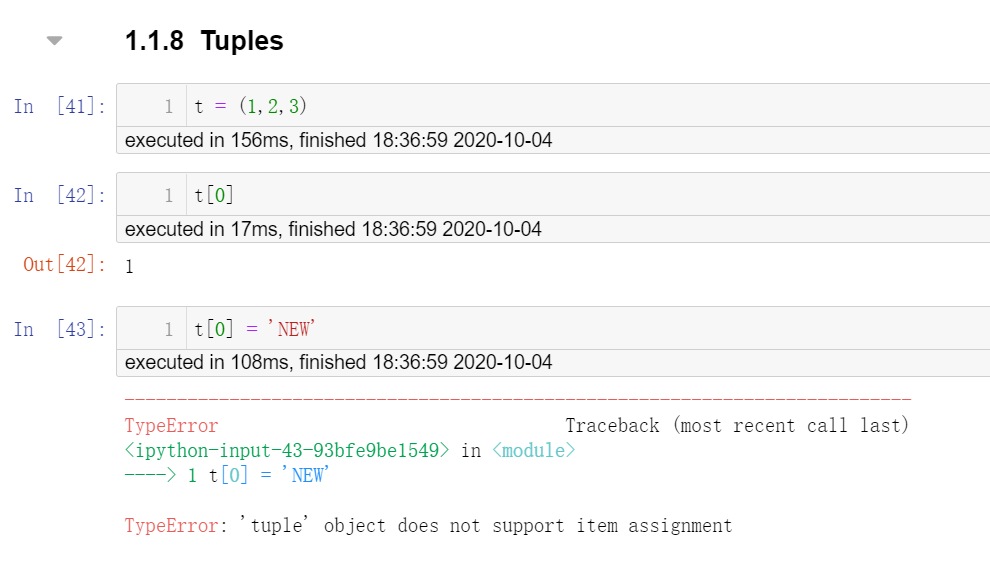 1.1.8 Tuples
In [41]: 1 t = (1,2,3)
executed in 156ms, finished 18:36:59 2020-10-04
In [42]: 1 t[0]
executed in 17ms, finished 18:36:59 2020-10-04
Out[42]: 1
In [43]: 1 t[0] = 'NEW'
executed in 108ms, finished 18:36:59 2020-10-04
---------------------------------------------------------------------------
TypeError Traceback (most recent call last)
<ipython-input-43-93bfe9be1549> in <module>
----> 1 t[0] = 'NEW'
TypeError: 'tuple' object does not support item assignment